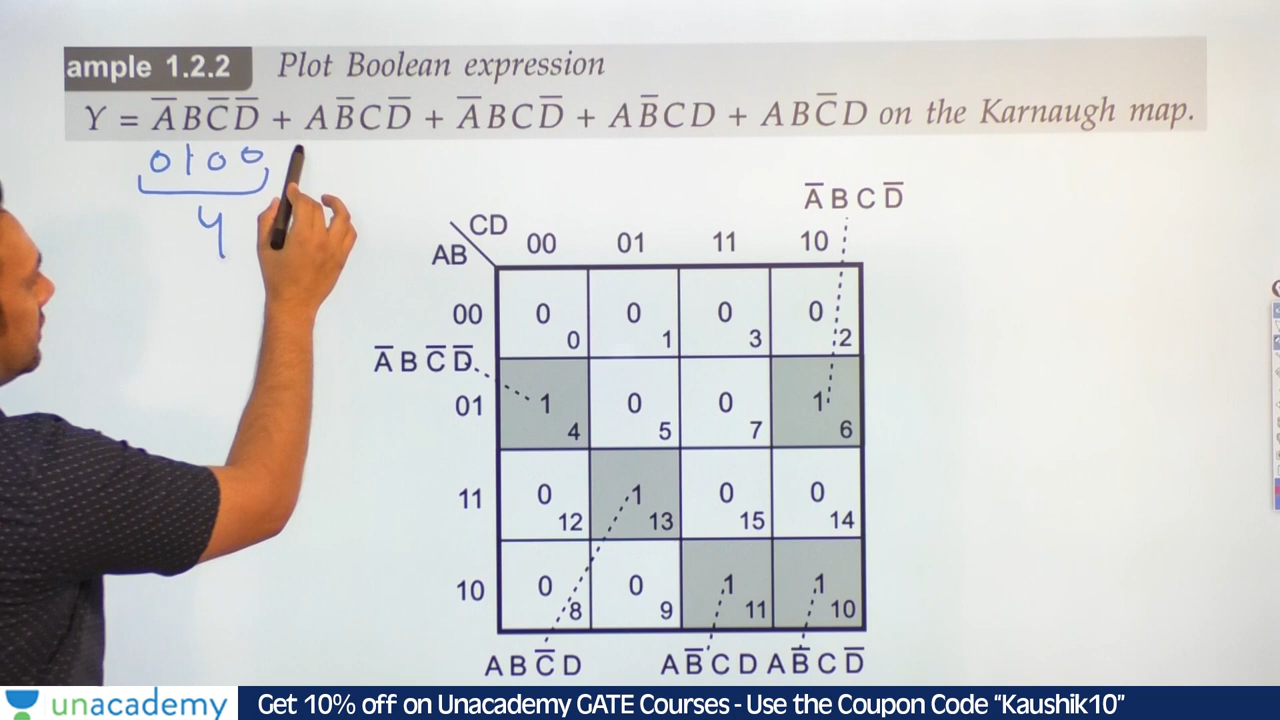 ample 1.2.2 Plot Boolean expression
Y = A̅BC̅D̅ + AB̅CD̅ + A̅BCD̅ + AB̅CD + ABC̅D on the Karnaugh map.
0100
4
A̅BCD̅
CD
AB
00 01 11 10
00 0 0 0 1 0 3 0 2
A̅BC̅D̅
01 1 4 0 5 0 7 1 6
11 0 12 1 13 0 15 0 14
10 0 8 0 9 1 11 1 10
ABC̅D AB̅CD AB̅CD̅
unacademy Get 10% off on Unacademy GATE Courses - Use the Coupon Code “Kaushik10”